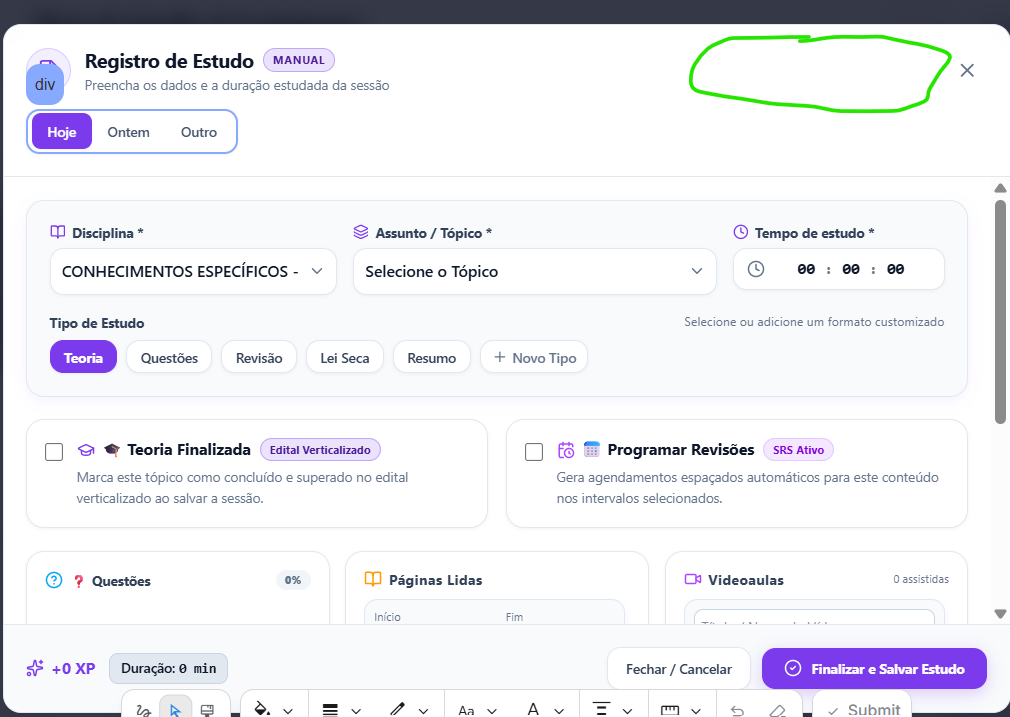 Registro de Estudo MANUAL
div
Preencha os dados e a duração estudada da sessão
Hoje Ontem Outro
Disciplina * Assunto / Tópico * Tempo de estudo *
CONHECIMENTOS ESPECÍFICOS - Selecione o Tópico 00 : 00 : 00
Tipo de Estudo Selecione ou adicione um formato customizado
Teoria Questões Revisão Lei Seca Resumo + Novo Tipo
Teoria Finalizada Edital Verticalizado Programar Revisões SRS Ativo
Marca este tópico como concluído e superado no edital Gera agendamentos espaçados automáticos para este conteúdo
verticalizado ao salvar a sessão. nos intervalos selecionados.
Questões 0% Páginas Lidas Videoaulas 0 assistidas
Início Fim
+0 XP Duração: 0 min Fechar / Cancelar Finalizar e Salvar Estudo
Aa A Submit